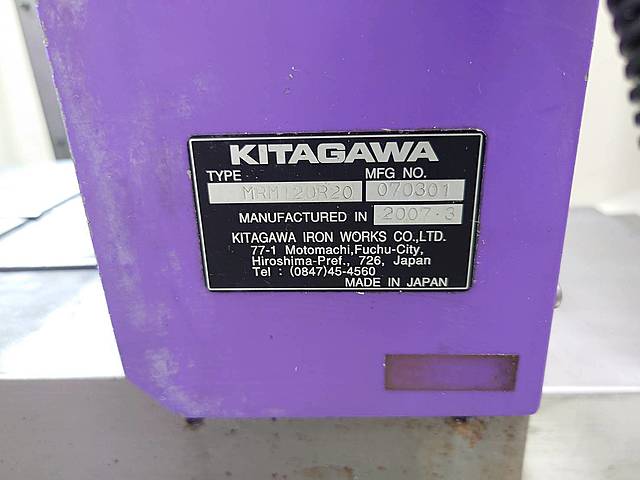 KITAGAWA
TYPE MFG NO.
MRM120R20 070301
MANUFACTURED IN 2007·3
KITAGAWA IRON WORKS CO.,LTD.
77-1 Motomachi,Fuchu-City,
Hiroshima-Pref., 726, Japan
Tel : (0847)45-4560
MADE IN JAPAN